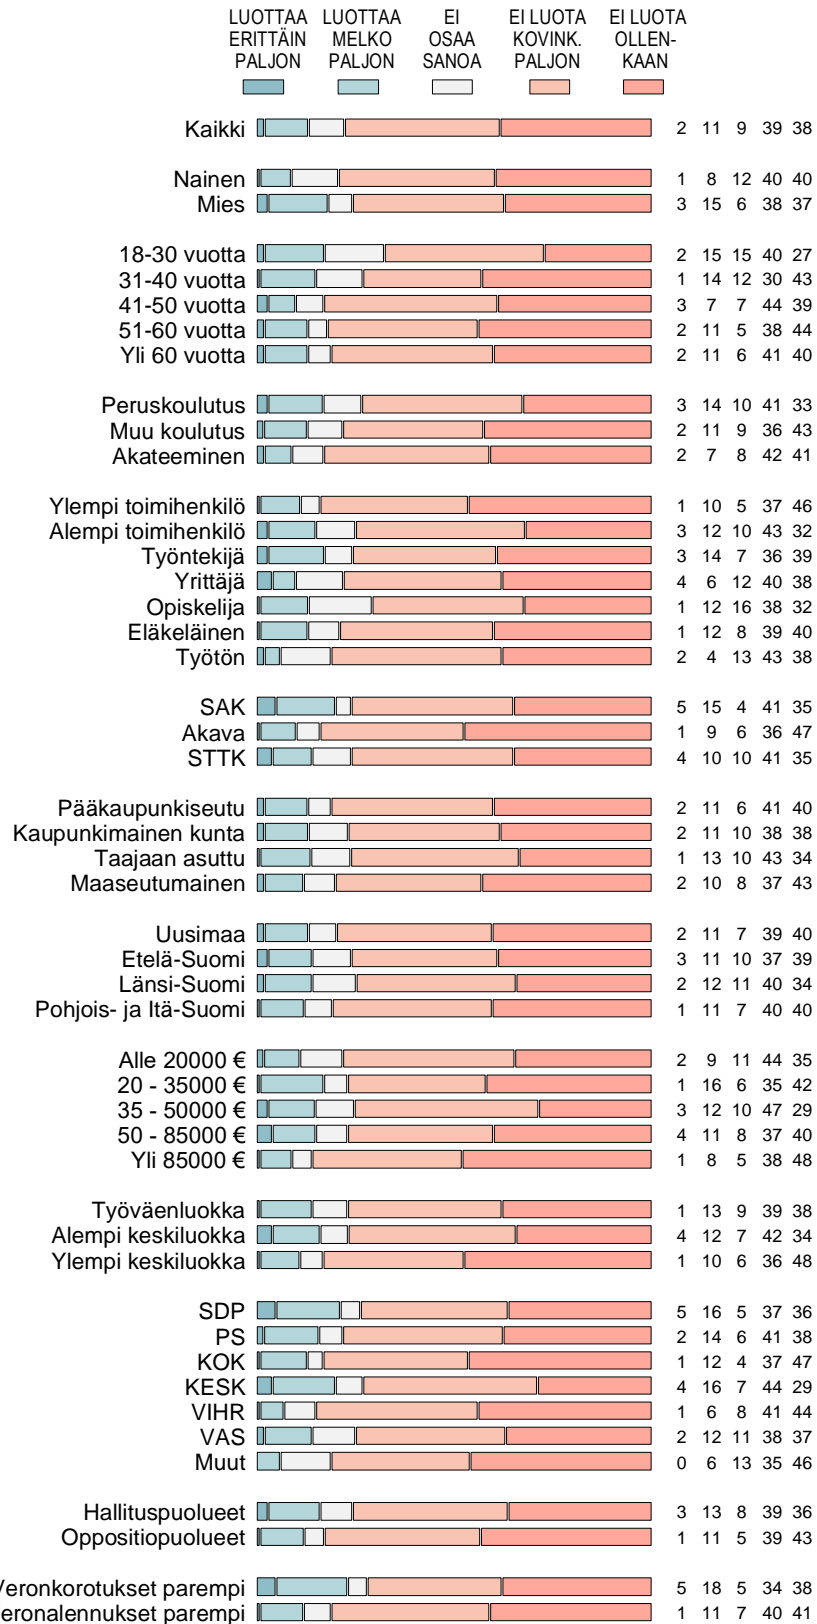 LUOTTAA LUOTTAA EI EI LUOTA EI LUOTA
ERITTÄIN MELKO OSAA KOVINK. OLLEN-
PALJON PALJON SANOA PALJON KAAN
Kaikki 2 11 9 39 38
Nainen 1 8 12 40 40
Mies 3 15 6 38 37
18-30 vuotta 2 15 15 40 27
31-40 vuotta 1 14 12 30 43
41-50 vuotta 3 7 7 44 39
51-60 vuotta 2 11 5 38 44
Yli 60 vuotta 2 11 6 41 40
Peruskoulutus 3 14 10 41 33
Muu koulutus 2 11 9 36 43
Akateeminen 2 7 8 42 41
Ylempi toimihenkilö 1 10 5 37 46
Alempi toimihenkilö 3 12 10 43 32
Työntekijä 3 14 7 36 39
Yrittäjä 4 6 12 40 38
Opiskelija 1 12 16 38 32
Eläkeläinen 1 12 8 39 40
Työtön 2 4 13 43 38
SAK 5 15 4 41 35
Akava 1 9 6 36 47
STTK 4 10 10 41 35
Pääkaupunkiseutu 2 11 6 41 40
Kaupunkimainen kunta 2 11 10 38 38
Taajaan asuttu 1 13 10 43 34
Maaseutumainen 2 10 8 37 43
Uusimaa 2 11 7 39 40
Etelä-Suomi 3 11 10 37 39
Länsi-Suomi 2 12 11 40 34
Pohjois- ja Itä-Suomi 1 11 7 40 40
Alle 20000 € 2 9 11 44 35
20 - 35000 € 1 16 6 35 42
35 - 50000 € 3 12 10 47 29
50 - 85000 € 4 11 8 37 40
Yli 85000 € 1 8 5 38 48
Työväenluokka 1 13 9 39 38
Alempi keskiluokka 4 12 7 42 34
Ylempi keskiluokka 1 10 6 36 48
SDP 5 16 5 37 36
PS 2 14 6 41 38
KOK 1 12 4 37 47
KESK 4 16 7 44 29
VIHR 1 6 8 41 44
VAS 2 12 11 38 37
Muut 0 6 13 35 46
Hallituspuolueet 3 13 8 39 36
Oppositiopuolueet 1 11 5 39 43
Veronkorotukset parempi 5 18 5 34 38
eronalennukset parempi 1 11 7 40 41